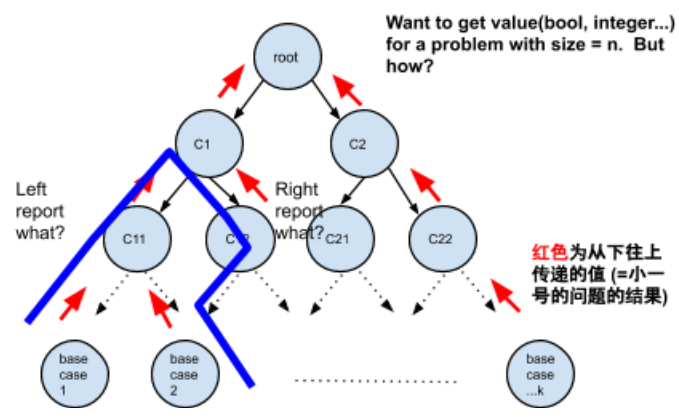 Want to get value(bool, integer...)
for a problem with size = n. But
how?
root
C1
C2
Left
report
what?
Right
report
what?
C11
C12
C21
C22
红色为从下往上
传递的值 (=小一
号的问题的结果)
base
case
1
base
case
2
base
case
...k